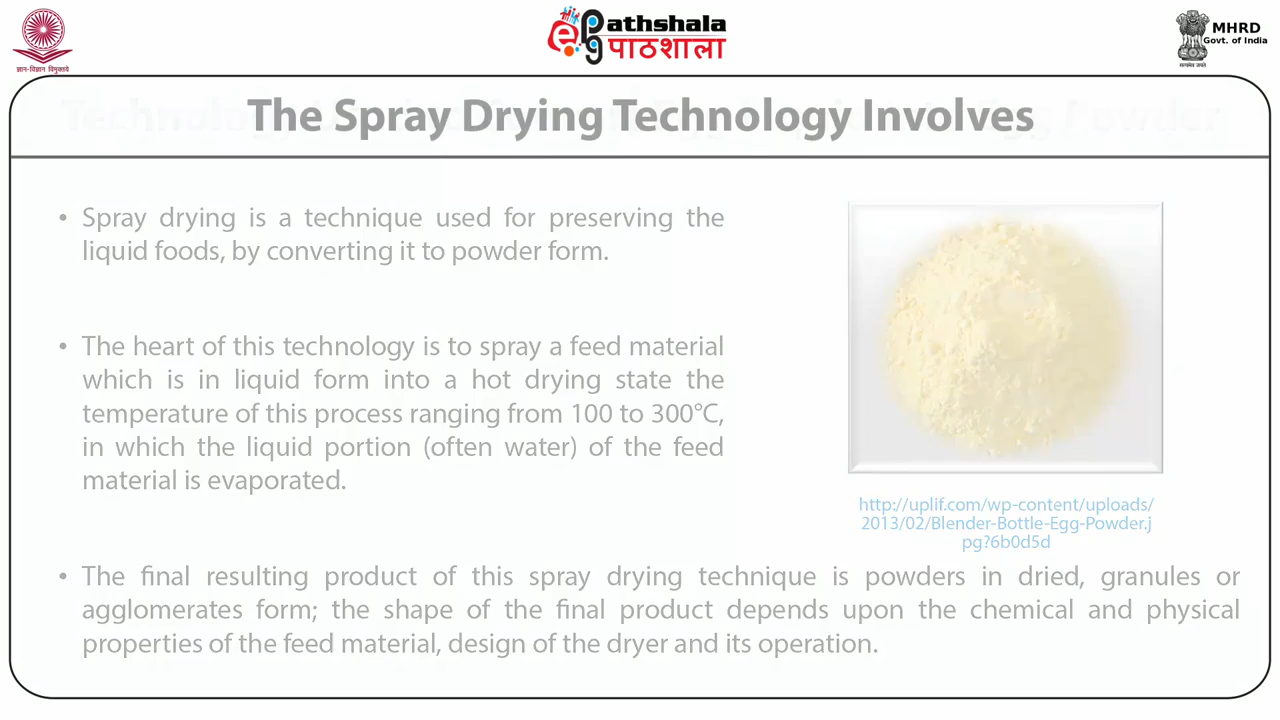 ज्ञान-विज्ञान विमुक्तये
ePg Pathshala
पाठशाला
MHRD
Govt. of India
सत्यमेव जयते
The Spray Drying Technology Involves
• Spray drying is a technique used for preserving the
liquid foods, by converting it to powder form.
• The heart of this technology is to spray a feed material
which is in liquid form into a hot drying state the
temperature of this process ranging from 100 to 300°C,
in which the liquid portion (often water) of the feed
material is evaporated.
http://uplif.com/wp-content/uploads/
2013/02/Blender-Bottle-Egg-Powder.j
pg?6b0d5d
• The final resulting product of this spray drying technique is powders in dried, granules or
agglomerates form; the shape of the final product depends upon the chemical and physical
properties of the feed material, design of the dryer and its operation.